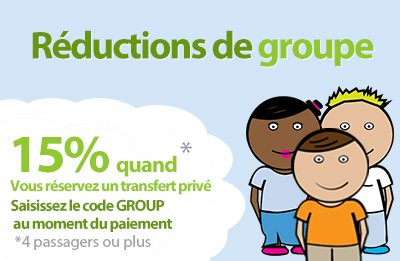 Réductions de groupe
15% quand*
Vous réservez un transfert privé
Saisissez le code GROUP
au moment du paiement
*4 passagers ou plus